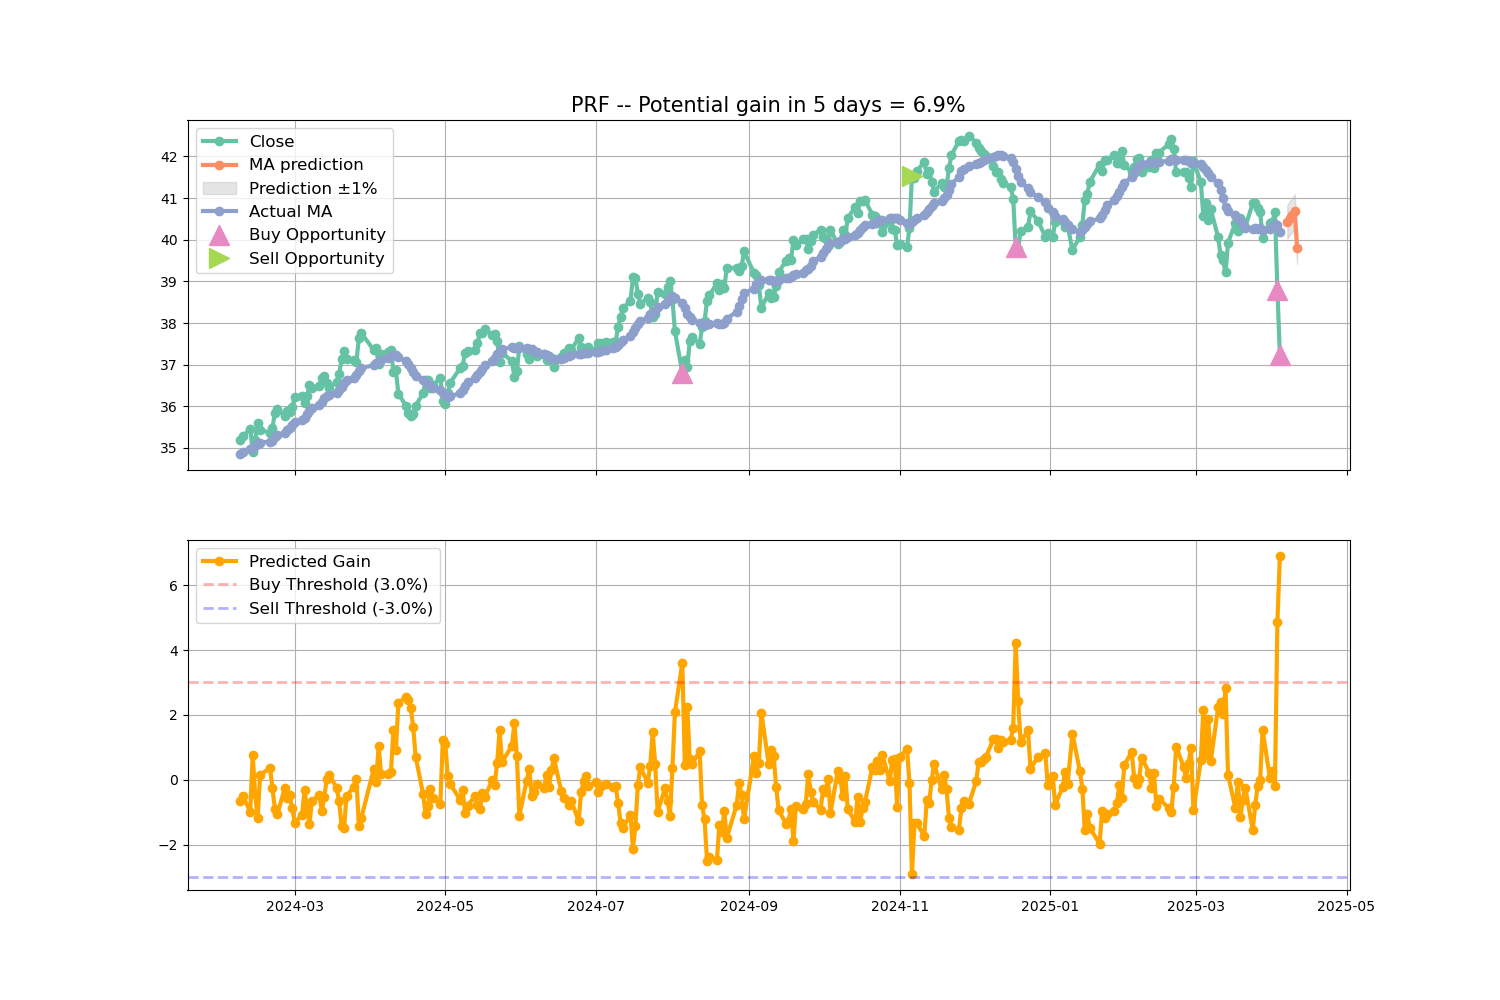 PRF -- Potential gain in 5 days = 6.9%
Close
MA prediction
Prediction ±1%
Actual MA
Buy Opportunity
Sell Opportunity
42
41
40
39
38
37
36
35
Predicted Gain
Buy Threshold (3.0%)
Sell Threshold (-3.0%)
6
4
2
0
−2
2024-03 2024-05 2024-07 2024-09 2024-11 2025-01 2025-03 2025-05